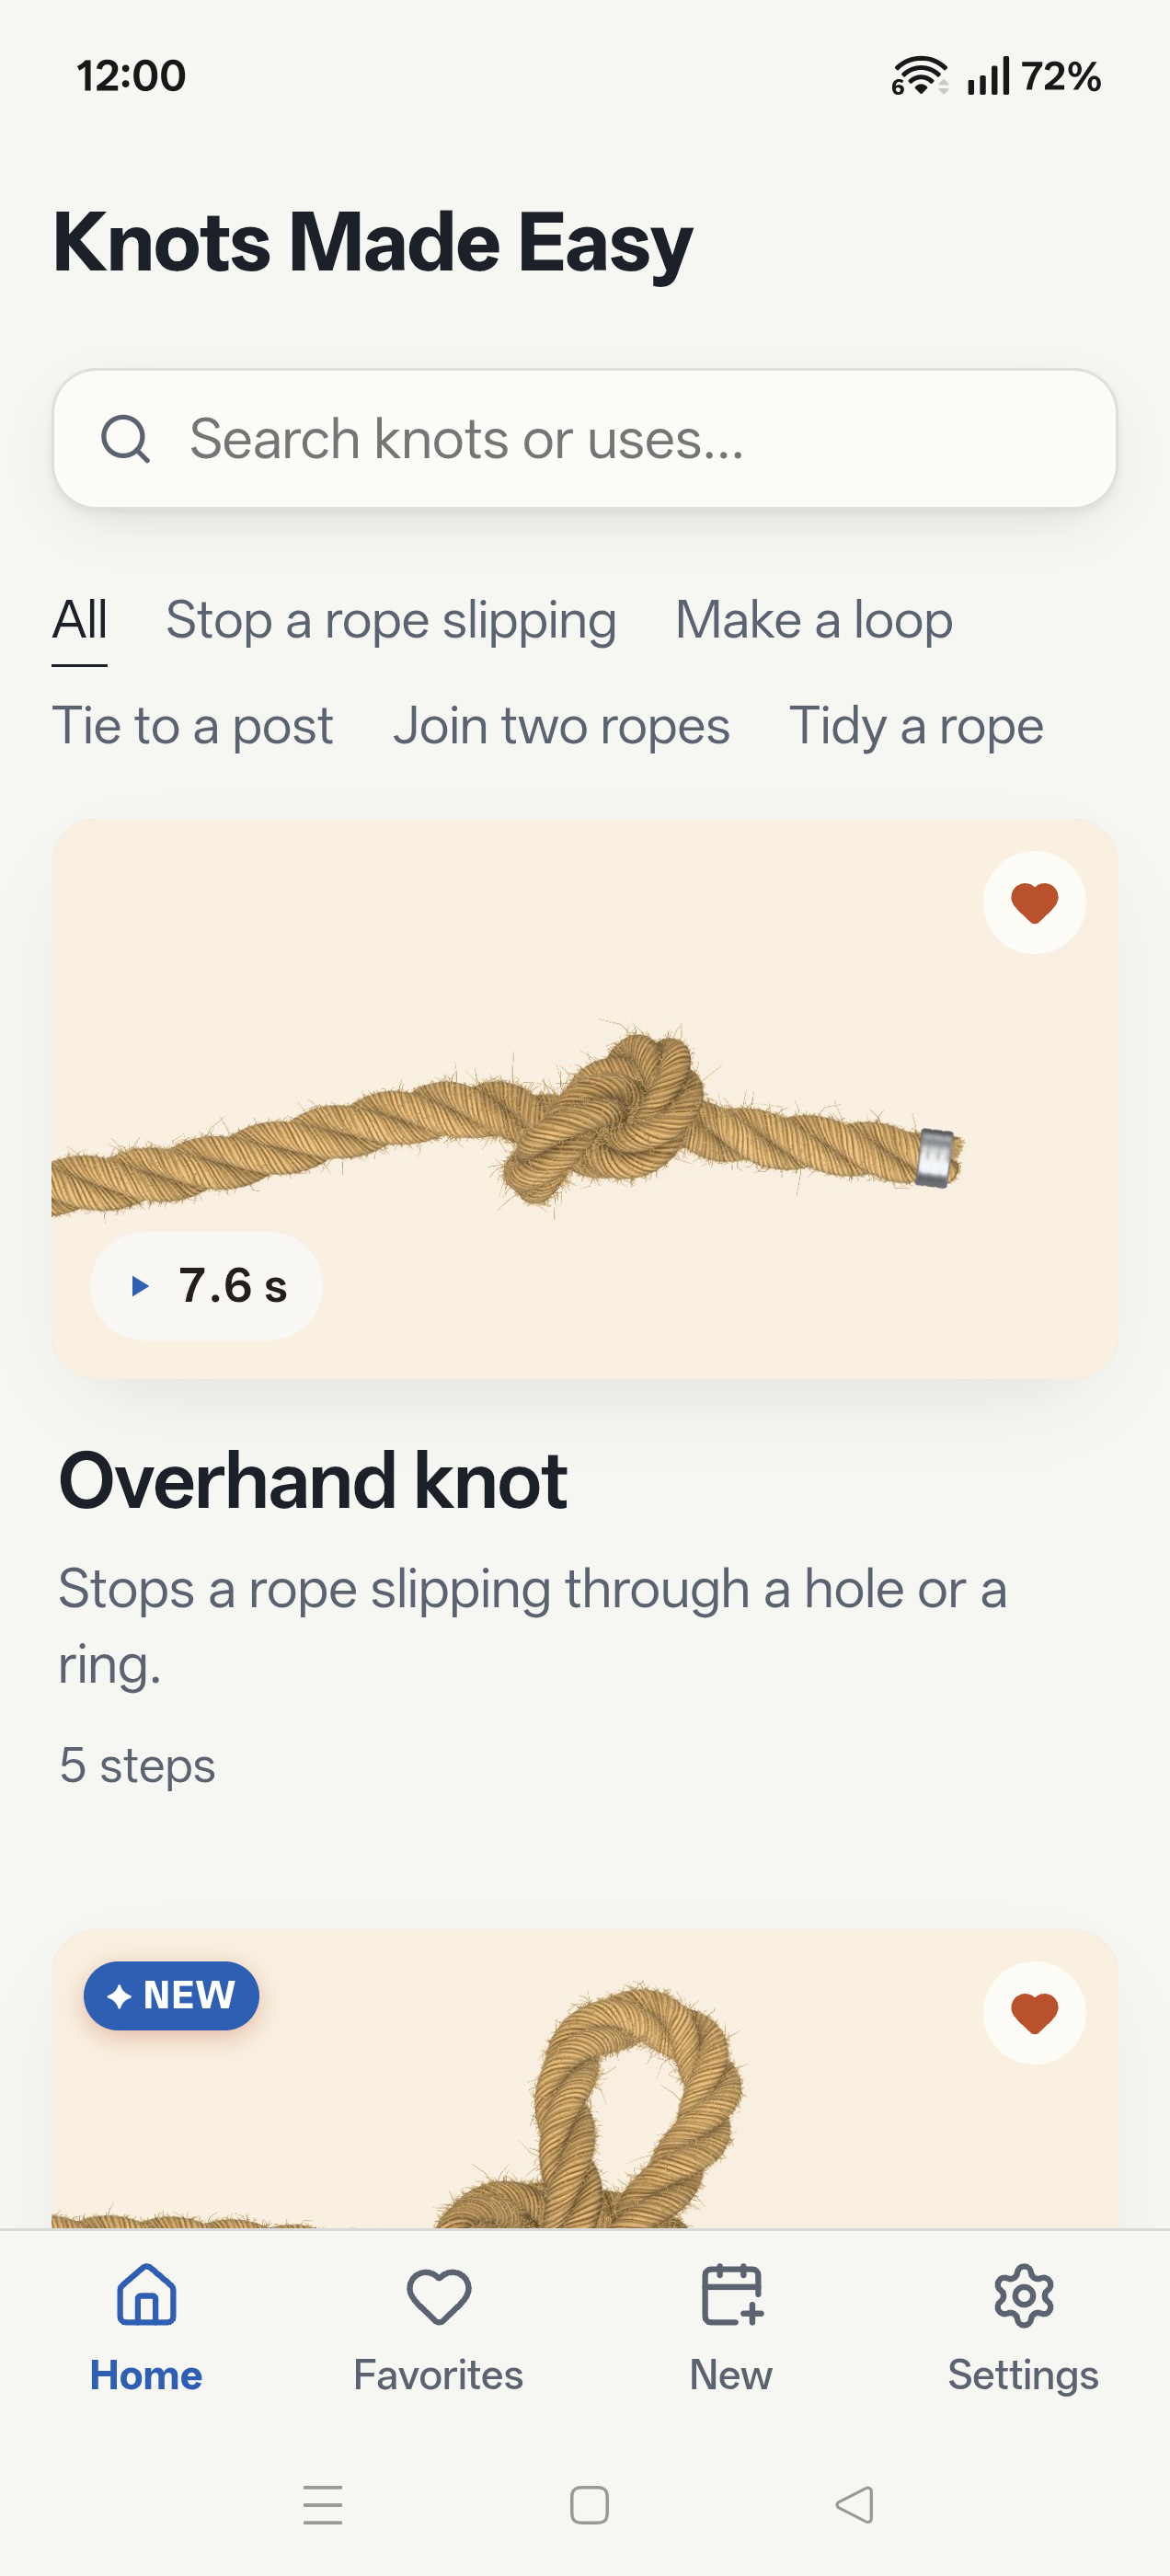 12:00
6 72%
Knots Made Easy
Search knots or uses...
All Stop a rope slipping Make a loop
Tie to a post Join two ropes Tidy a rope
7.6 s
Overhand knot
Stops a rope slipping through a hole or a
ring.
5 steps
NEW
Home Favorites New Settings